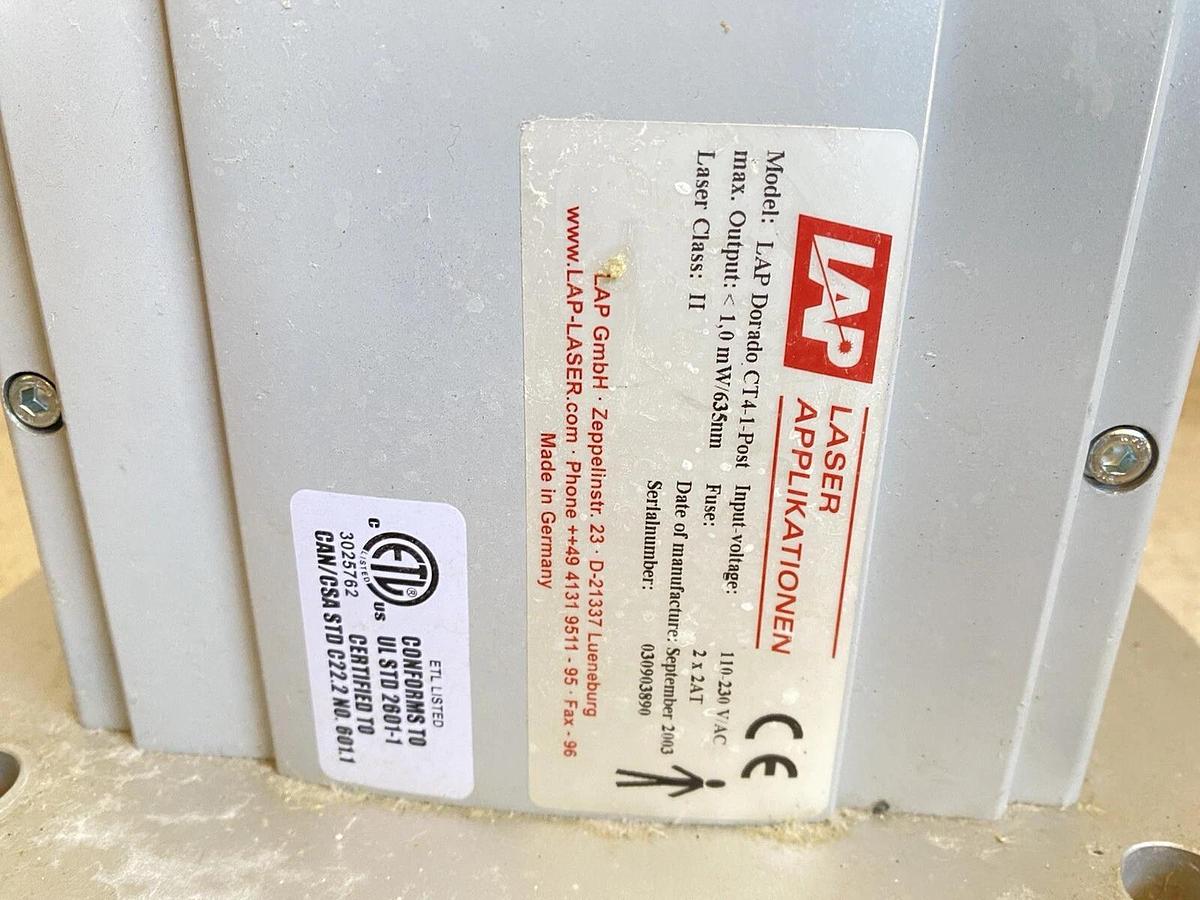 LAP
LASER
APPLIKATIONEN
CE
Model: LAP Dorado CT4-1-Post
max. Output: < 1,0 mW/635nm
Laser Class: II
Input-voltage: 110-230 V/AC
Fuse: 2 x 2AT
Date of manufacture: September 2003
Serialnumber: 030903890
LAP GmbH · Zeppelinstr. 23 · D-21337 Lueneburg
www.LAP-LASER.com · Phone ++49 4131 9511 - 95 · Fax - 96
Made in Germany
ETL LISTED
CONFORMS TO
UL STD 2601-1
CERTIFIED TO
CAN/CSA STD C22.2 NO. 601.1
C ETL® US
LISTED
3025762